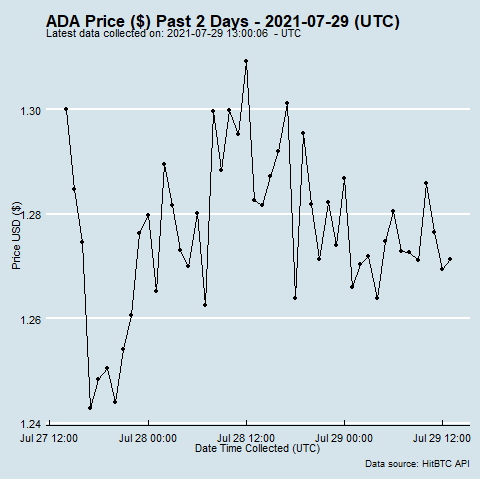 ADA Price ($) Past 2 Days - 2021-07-29 (UTC)
Latest data collected on: 2021-07-29 13:00:06  - UTC
1.30
1.28
1.26
1.24
Price USD ($)
Jul 27 12:00 Jul 28 00:00 Jul 28 12:00 Jul 29 00:00 Jul 29 12:00
Date Time Collected (UTC)
Data source: HitBTC API